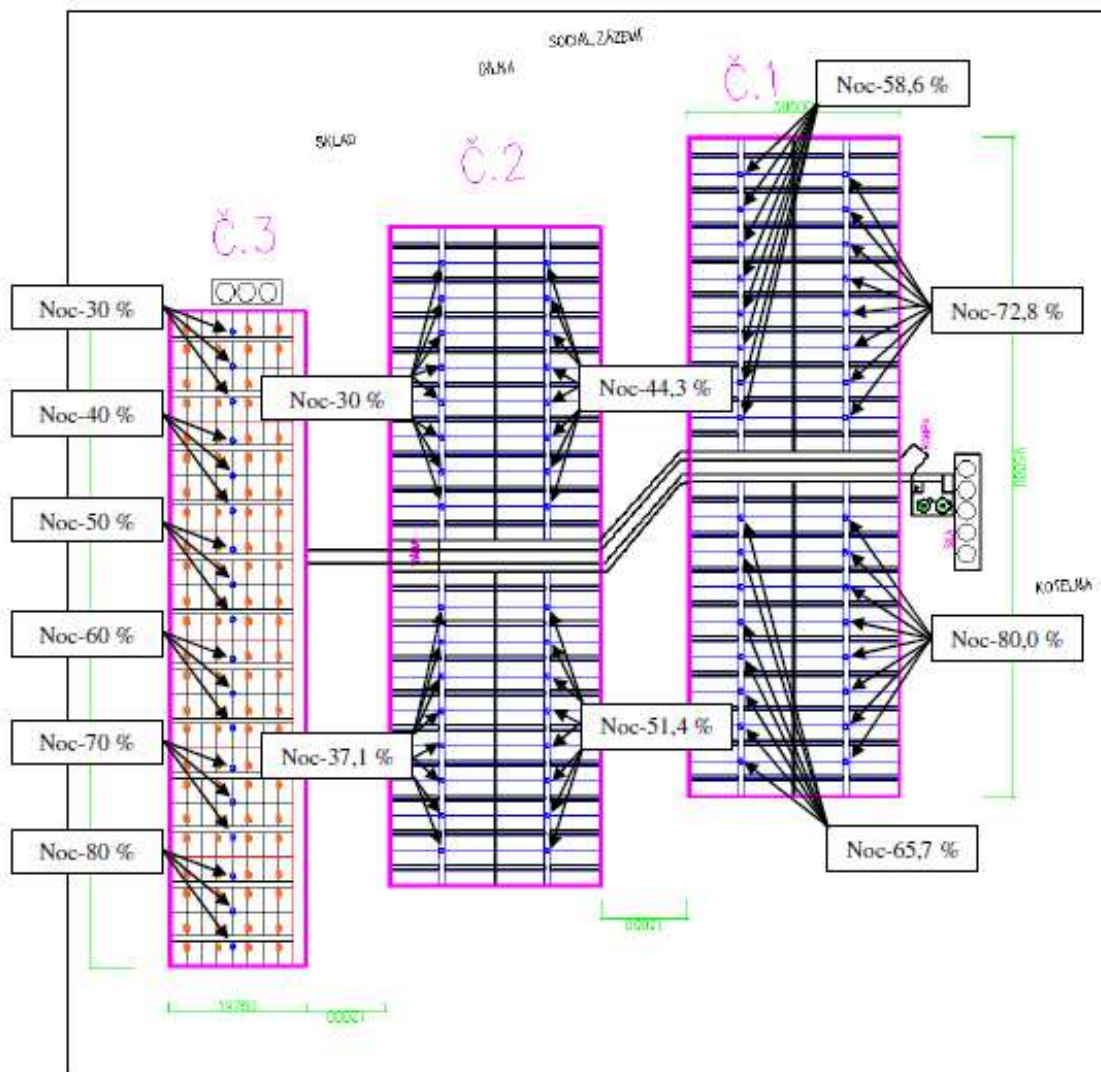 SOCIAL. ZÁZEMÍ
DÍLNA
Č.1
Noc-58,6 %
SKLAD
Č.2
Č.3
Noc-30 %
Noc-72,8 %
Noc-30 %
Noc-44,3 %
Noc-40 %
Noc-50 %
KOTELNA
Noc-60 %
Noc-80,0 %
Noc-70 %
Noc-37,1 %
Noc-51,4 %
Noc-80 %
Noc-65,7 %
12000
12000